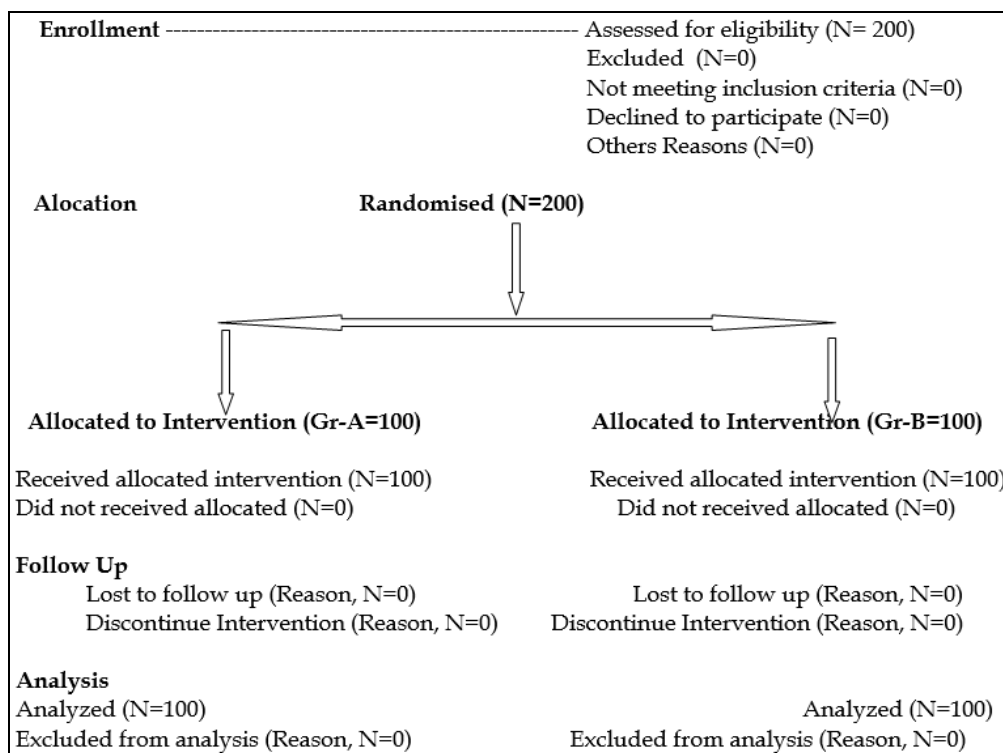 Enrollment ---------------------------------------------------- Assessed for eligibility (N= 200)
Excluded (N=0)
Not meeting inclusion criteria (N=0)
Declined to participate (N=0)
Others Reasons (N=0)
Alocation Randomised (N=200)
Allocated to Intervention (Gr-A=100) Allocated to Intervention (Gr-B=100)
Received allocated intervention (N=100) Received allocated intervention (N=100)
Did not received allocated (N=0) Did not received allocated (N=0)
Follow Up
Lost to follow up (Reason, N=0) Lost to follow up (Reason, N=0)
Discontinue Intervention (Reason, N=0) Discontinue Intervention (Reason, N=0)
Analysis
Analyzed (N=100) Analyzed (N=100)
Excluded from analysis (Reason, N=0) Excluded from analysis (Reason, N=0)